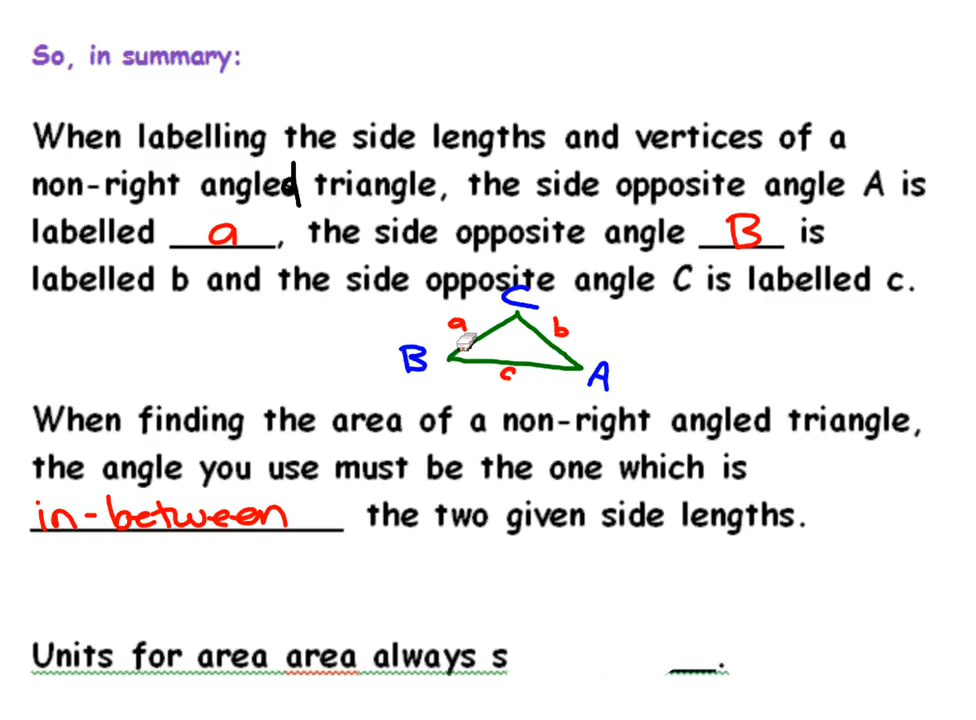 So, in summary:
When labelling the side lengths and vertices of a
non-right angled triangle, the side opposite angle A is
labelled a, the side opposite angle B is
labelled b and the side opposite angle C is labelled c.
C
a b
B c A
When finding the area of a non-right angled triangle,
the angle you use must be the one which is
in-between the two given side lengths.
Units for area area always s ___.